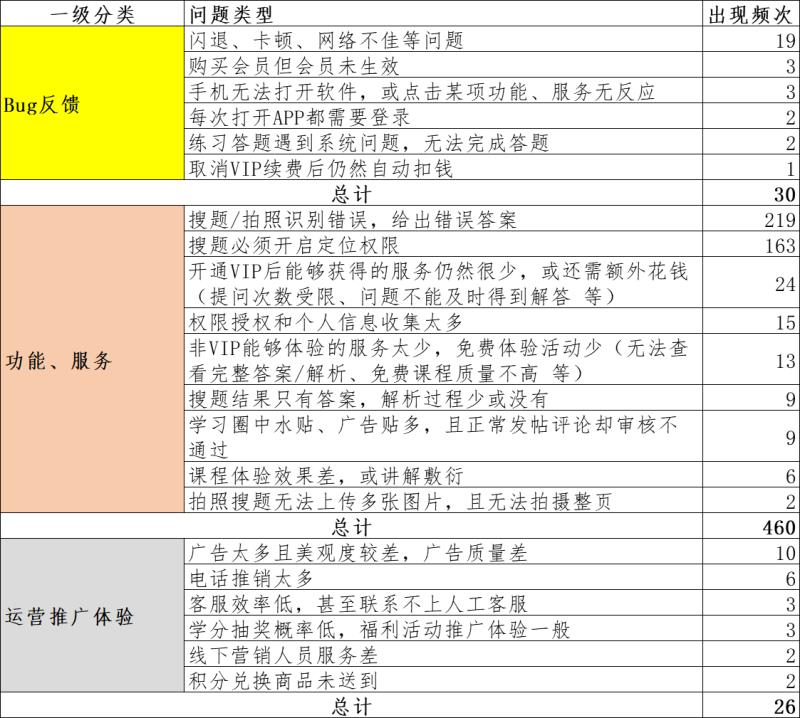 一级分类 问题类型 出现频次
Bug反馈
闪退、卡顿、网络不佳等问题 19
购买会员但会员未生效 3
手机无法打开软件，或点击某项功能、服务无反应 3
每次打开APP都需要登录 2
练习答题遇到系统问题，无法完成答题 2
取消VIP续费后仍然自动扣钱 1
总计 30
功能、服务
搜题/拍照识别错误，给出错误答案 219
搜题必须开启定位权限 163
开通VIP后能够获得的服务仍然很少，或还需额外花钱
（提问次数受限、问题不能及时得到解答 等） 24
权限授权和个人信息收集太多 15
非VIP能够体验的服务太少，免费体验活动少（无法查
看完整答案/解析、免费课程质量不高 等） 13
搜题结果只有答案，解析过程少或没有 9
学习圈中水贴、广告贴多，且正常发帖评论却审核不
通过 9
课程体验效果差，或讲解敷衍 6
拍照搜题无法上传多张图片，且无法拍摄整页 2
总计 460
运营推广体验
广告太多且美观度较差，广告质量差 10
电话推销太多 6
客服效率低，甚至联系不上人工客服 3
学分抽奖概率低，福利活动推广体验一般 3
线下营销人员服务差 2
积分兑换商品未送到 2
总计 26